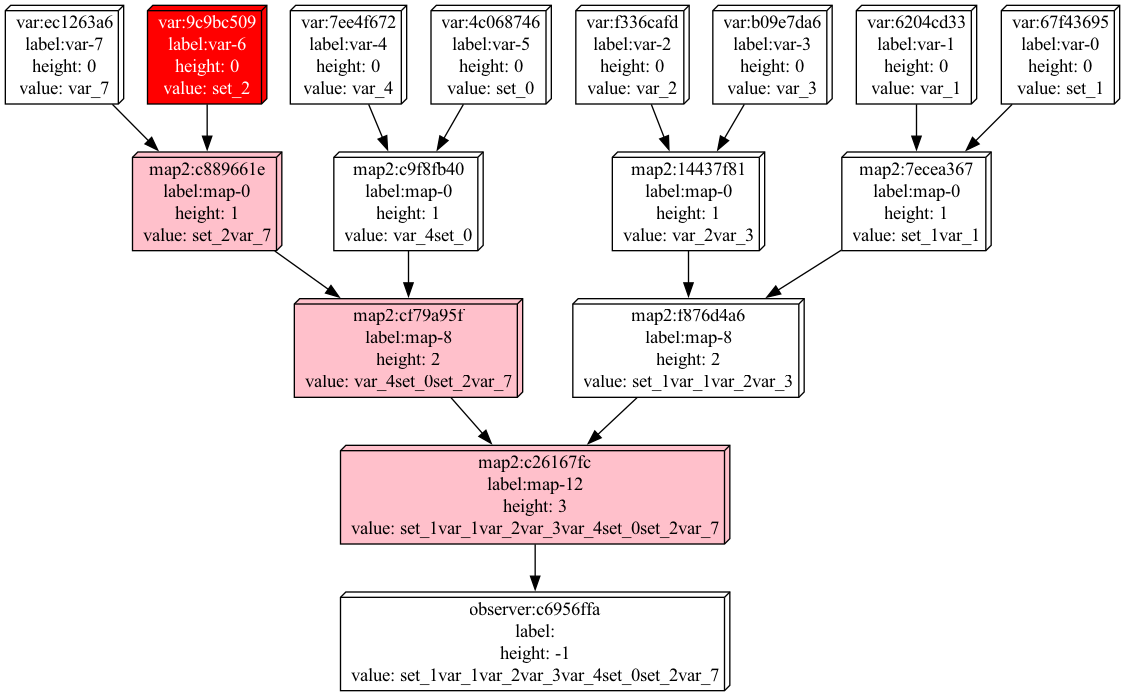 var:ec1263a6
label:var-7
height: 0
value: var_7
var:9c9bc509
label:var-6
height: 0
value: set_2
var:7ee4f672
label:var-4
height: 0
value: var_4
var:4c068746
label:var-5
height: 0
value: set_0
var:f336cafd
label:var-2
height: 0
value: var_2
var:b09e7da6
label:var-3
height: 0
value: var_3
var:6204cd33
label:var-1
height: 0
value: var_1
var:67f43695
label:var-0
height: 0
value: set_1
map2:c889661e
label:map-0
height: 1
value: set_2var_7
map2:c9f8fb40
label:map-0
height: 1
value: var_4set_0
map2:14437f81
label:map-0
height: 1
value: var_2var_3
map2:7ecea367
label:map-0
height: 1
value: set_1var_1
map2:cf79a95f
label:map-8
height: 2
value: var_4set_0set_2var_7
map2:f876d4a6
label:map-8
height: 2
value: set_1var_1var_2var_3
map2:c26167fc
label:map-12
height: 3
value: set_1var_1var_2var_3var_4set_0set_2var_7
observer:c6956ffa
label:
height: -1
value: set_1var_1var_2var_3var_4set_0set_2var_7